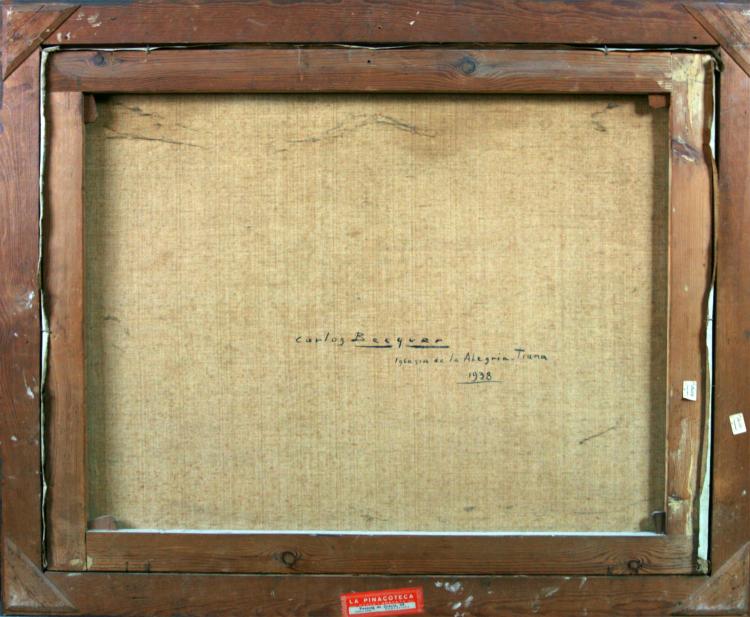 Carlos Becquer
Iglesia de la Alegria. Triana
1938
LA PINACOTECA